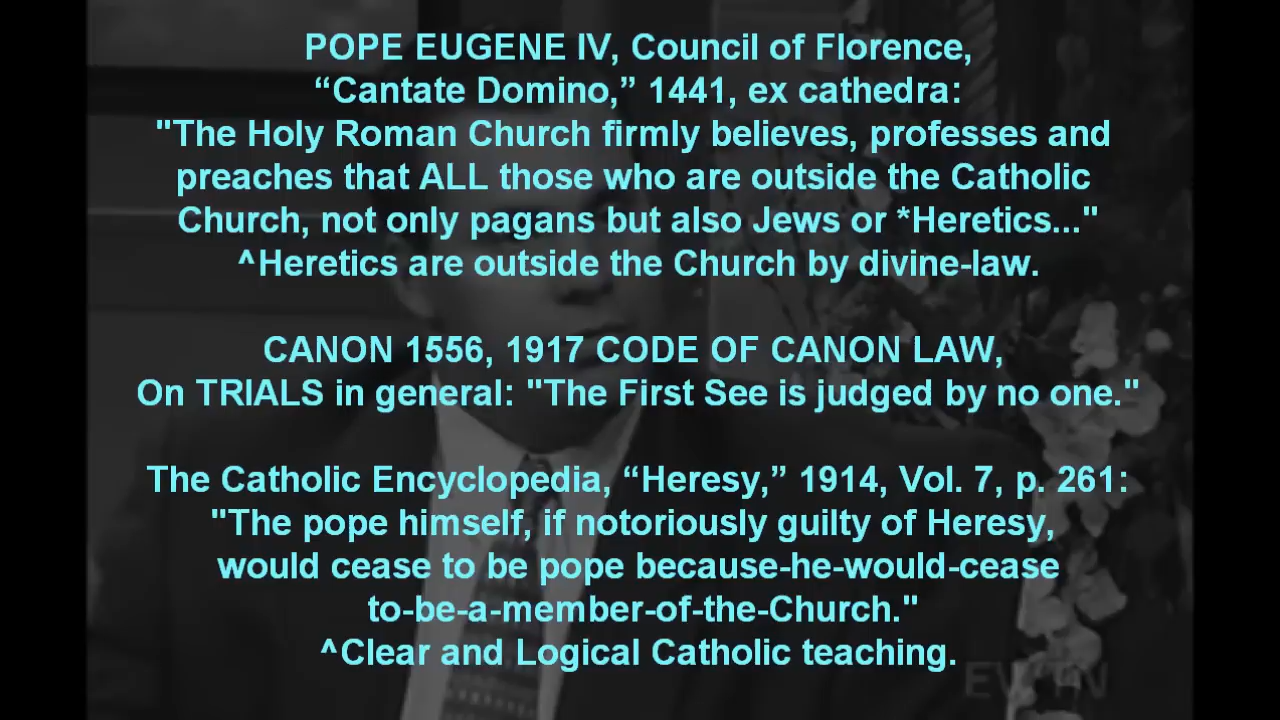 POPE EUGENE IV, Council of Florence,
“Cantate Domino,” 1441, ex cathedra:
"The Holy Roman Church firmly believes, professes and
preaches that ALL those who are outside the Catholic
Church, not only pagans but also Jews or *Heretics..."
^Heretics are outside the Church by divine-law.
CANON 1556, 1917 CODE OF CANON LAW,
On TRIALS in general: "The First See is judged by no one."
The Catholic Encyclopedia, “Heresy,” 1914, Vol. 7, p. 261:
"The pope himself, if notoriously guilty of Heresy,
would cease to be pope because-he-would-cease
to-be-a-member-of-the-Church."
^Clear and Logical Catholic teaching.
EWTN